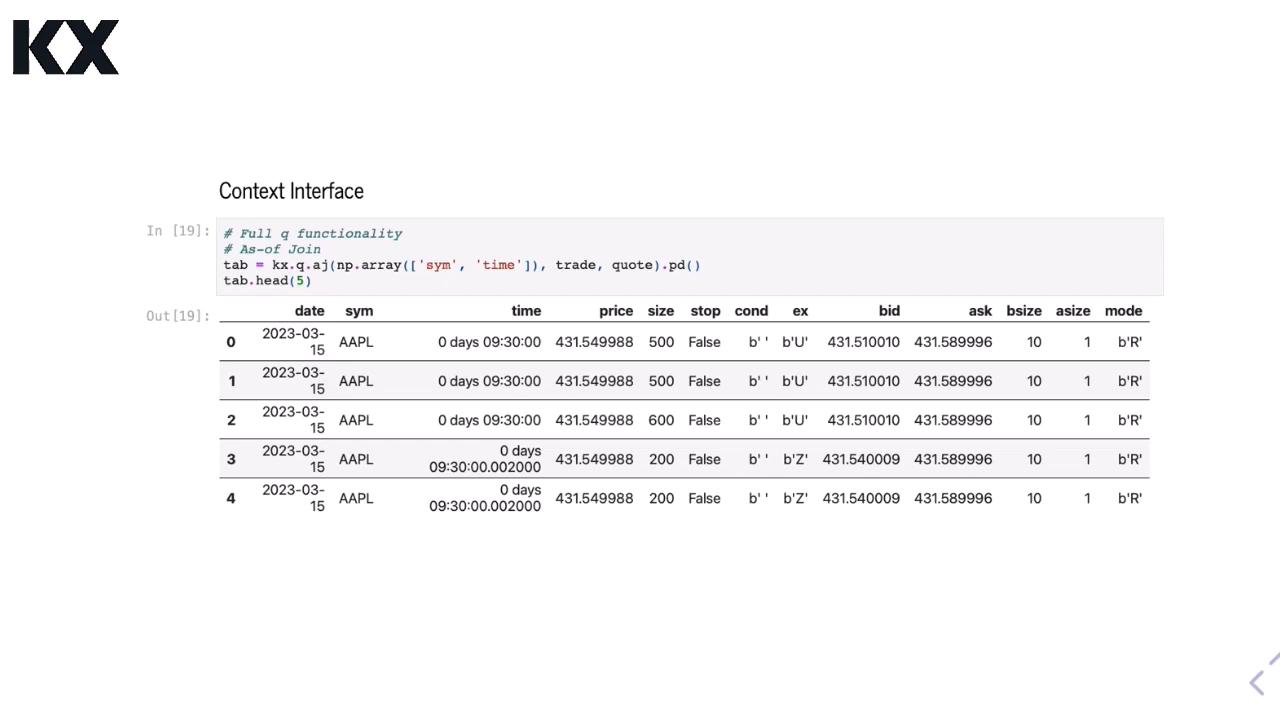 KX
Context Interface
In [19]:
# Full q functionality
# As-of Join
tab = kx.q.aj(np.array(['sym', 'time']), trade, quote).pd()
tab.head(5)
Out[19]:
date sym time price size stop cond ex bid ask bsize asize mode
0 2023-03-15 AAPL 0 days 09:30:00 431.549988 500 False b' ' b'U' 431.510010 431.589996 10 1 b'R'
1 2023-03-15 AAPL 0 days 09:30:00 431.549988 500 False b' ' b'U' 431.510010 431.589996 10 1 b'R'
2 2023-03-15 AAPL 0 days 09:30:00 431.549988 600 False b' ' b'U' 431.510010 431.589996 10 1 b'R'
3 2023-03-15 AAPL 0 days 09:30:00.002000 431.549988 200 False b' ' b'Z' 431.540009 431.589996 10 1 b'R'
4 2023-03-15 AAPL 0 days 09:30:00.002000 431.549988 200 False b' ' b'Z' 431.540009 431.589996 10 1 b'R'